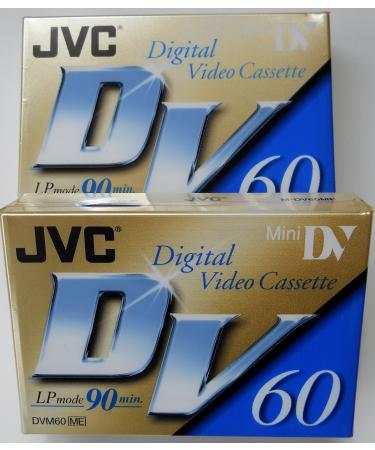 JVC® Mini DV
Digital
Video Cassette
DV
LP mode 90 min. 60
M-DV60ME
JVC® Mini DV
Digital
Video Cassette
DV
LP mode 90 min. 60
DVM60 ME